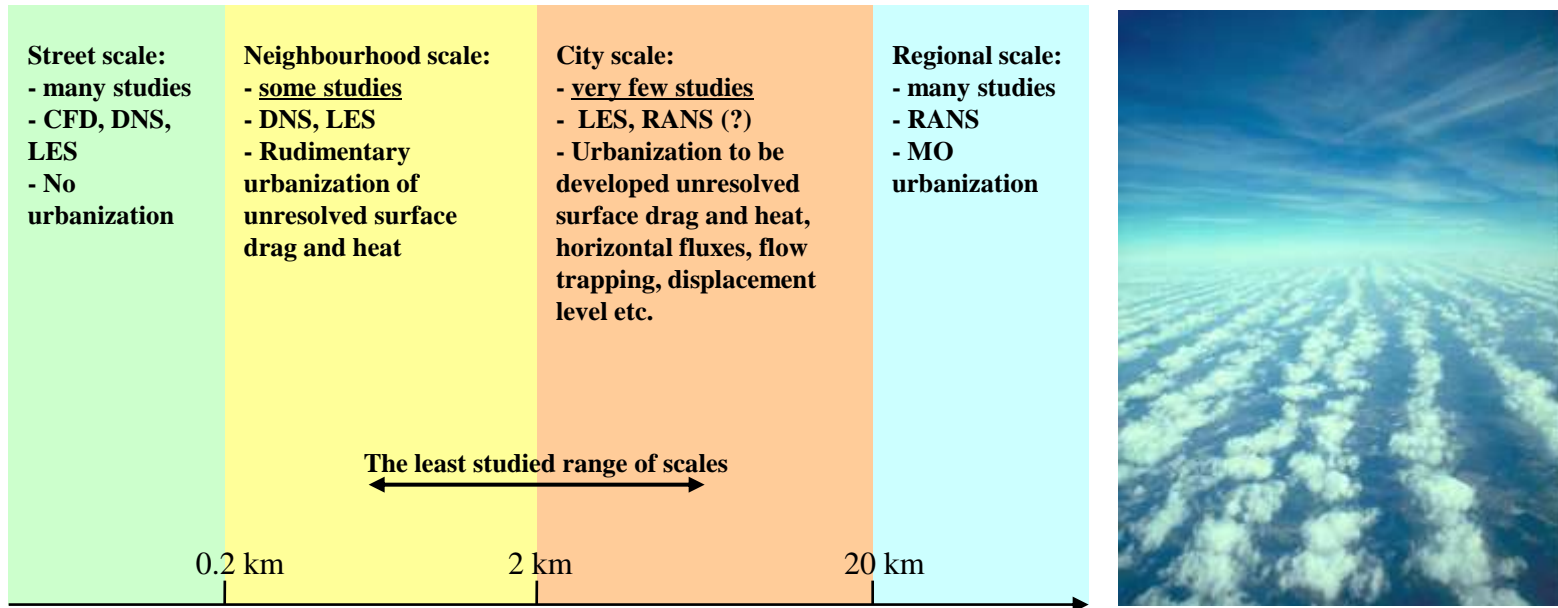 Street scale:
- many studies
- CFD, DNS,
LES
- No
urbanization
Neighbourhood scale:
- some studies
- DNS, LES
- Rudimentary
urbanization of
unresolved surface
drag and heat
City scale:
- very few studies
- LES, RANS (?)
- Urbanization to be
developed unresolved
surface drag and heat,
horizontal fluxes, flow
trapping, displacement
level etc.
Regional scale:
- many studies
- RANS
- MO
urbanization
The least studied range of scales
0.2 km
2 km
20 km